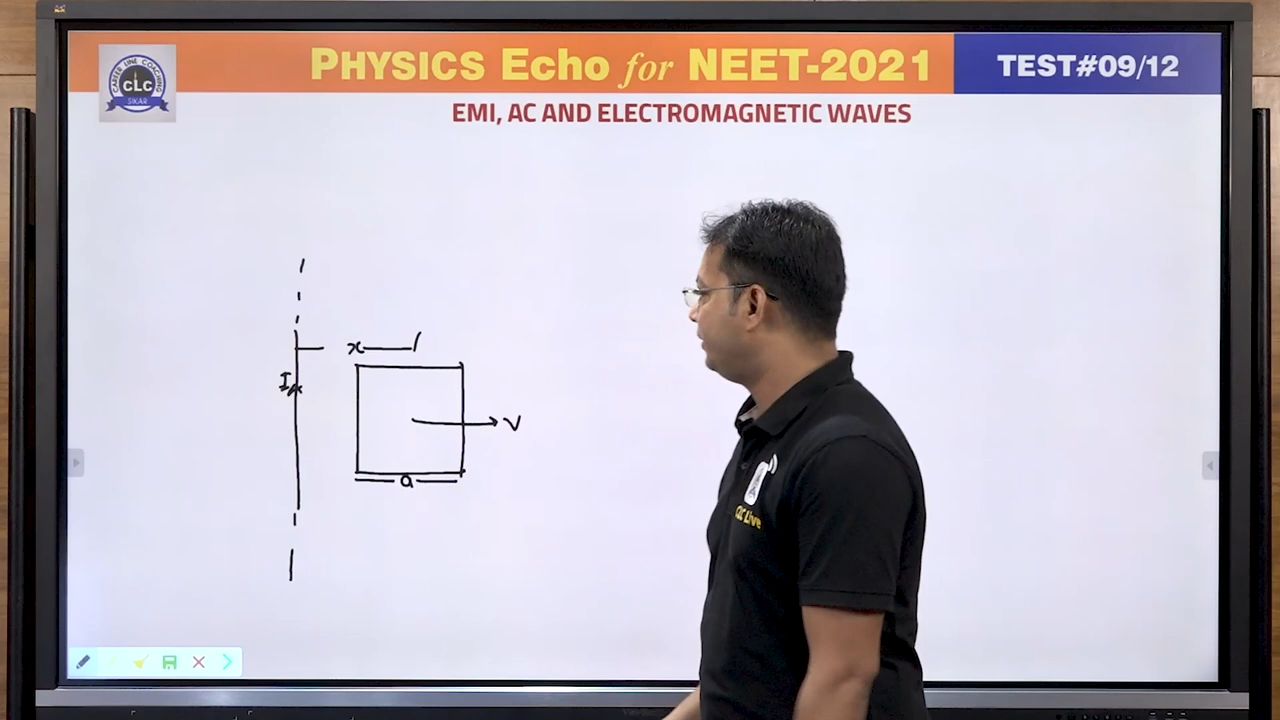 PHYSICS Echo for NEET-2021
TEST#09/12
CAREER LINE COACHING
CLC
SIKAR
EMI, AC AND ELECTROMAGNETIC WAVES
x
I
v
a
CLC Live